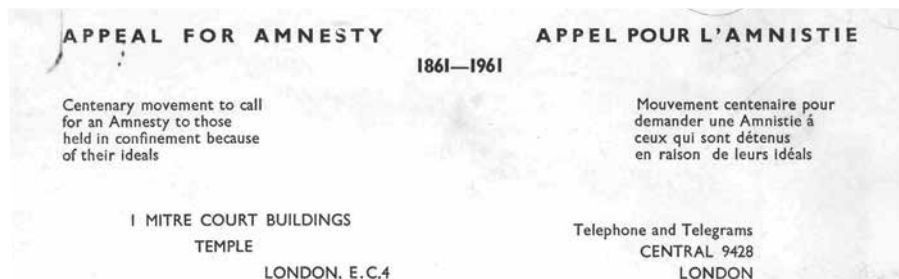 APPEAL FOR AMNESTY
APPEL POUR L'AMNISTIE
1861—1961
Centenary movement to call
for an Amnesty to those
held in confinement because
of their ideals
Mouvement centenaire pour
demander une Amnistie á
ceux qui sont détenus
en raison de leurs idéals
1 MITRE COURT BUILDINGS
TEMPLE
LONDON, E.C.4
Telephone and Telegrams
CENTRAL 9428
LONDON